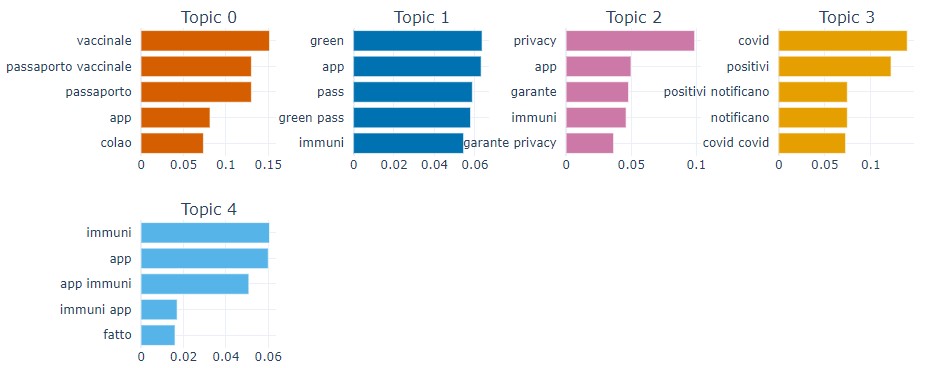 Topic 0
vaccinale
passaporto vaccinale
passaporto
app
colao
0 0.05 0.1 0.15
Topic 1
green
app
pass
green pass
immuni
0 0.02 0.04 0.06
Topic 2
privacy
app
garante
immuni
garante privacy
0 0.05 0.1
Topic 3
covid
positivi
positivi notificano
notificano
covid covid
0 0.05 0.1
Topic 4
immuni
app
app immuni
immuni app
fatto
0 0.02 0.04 0.06